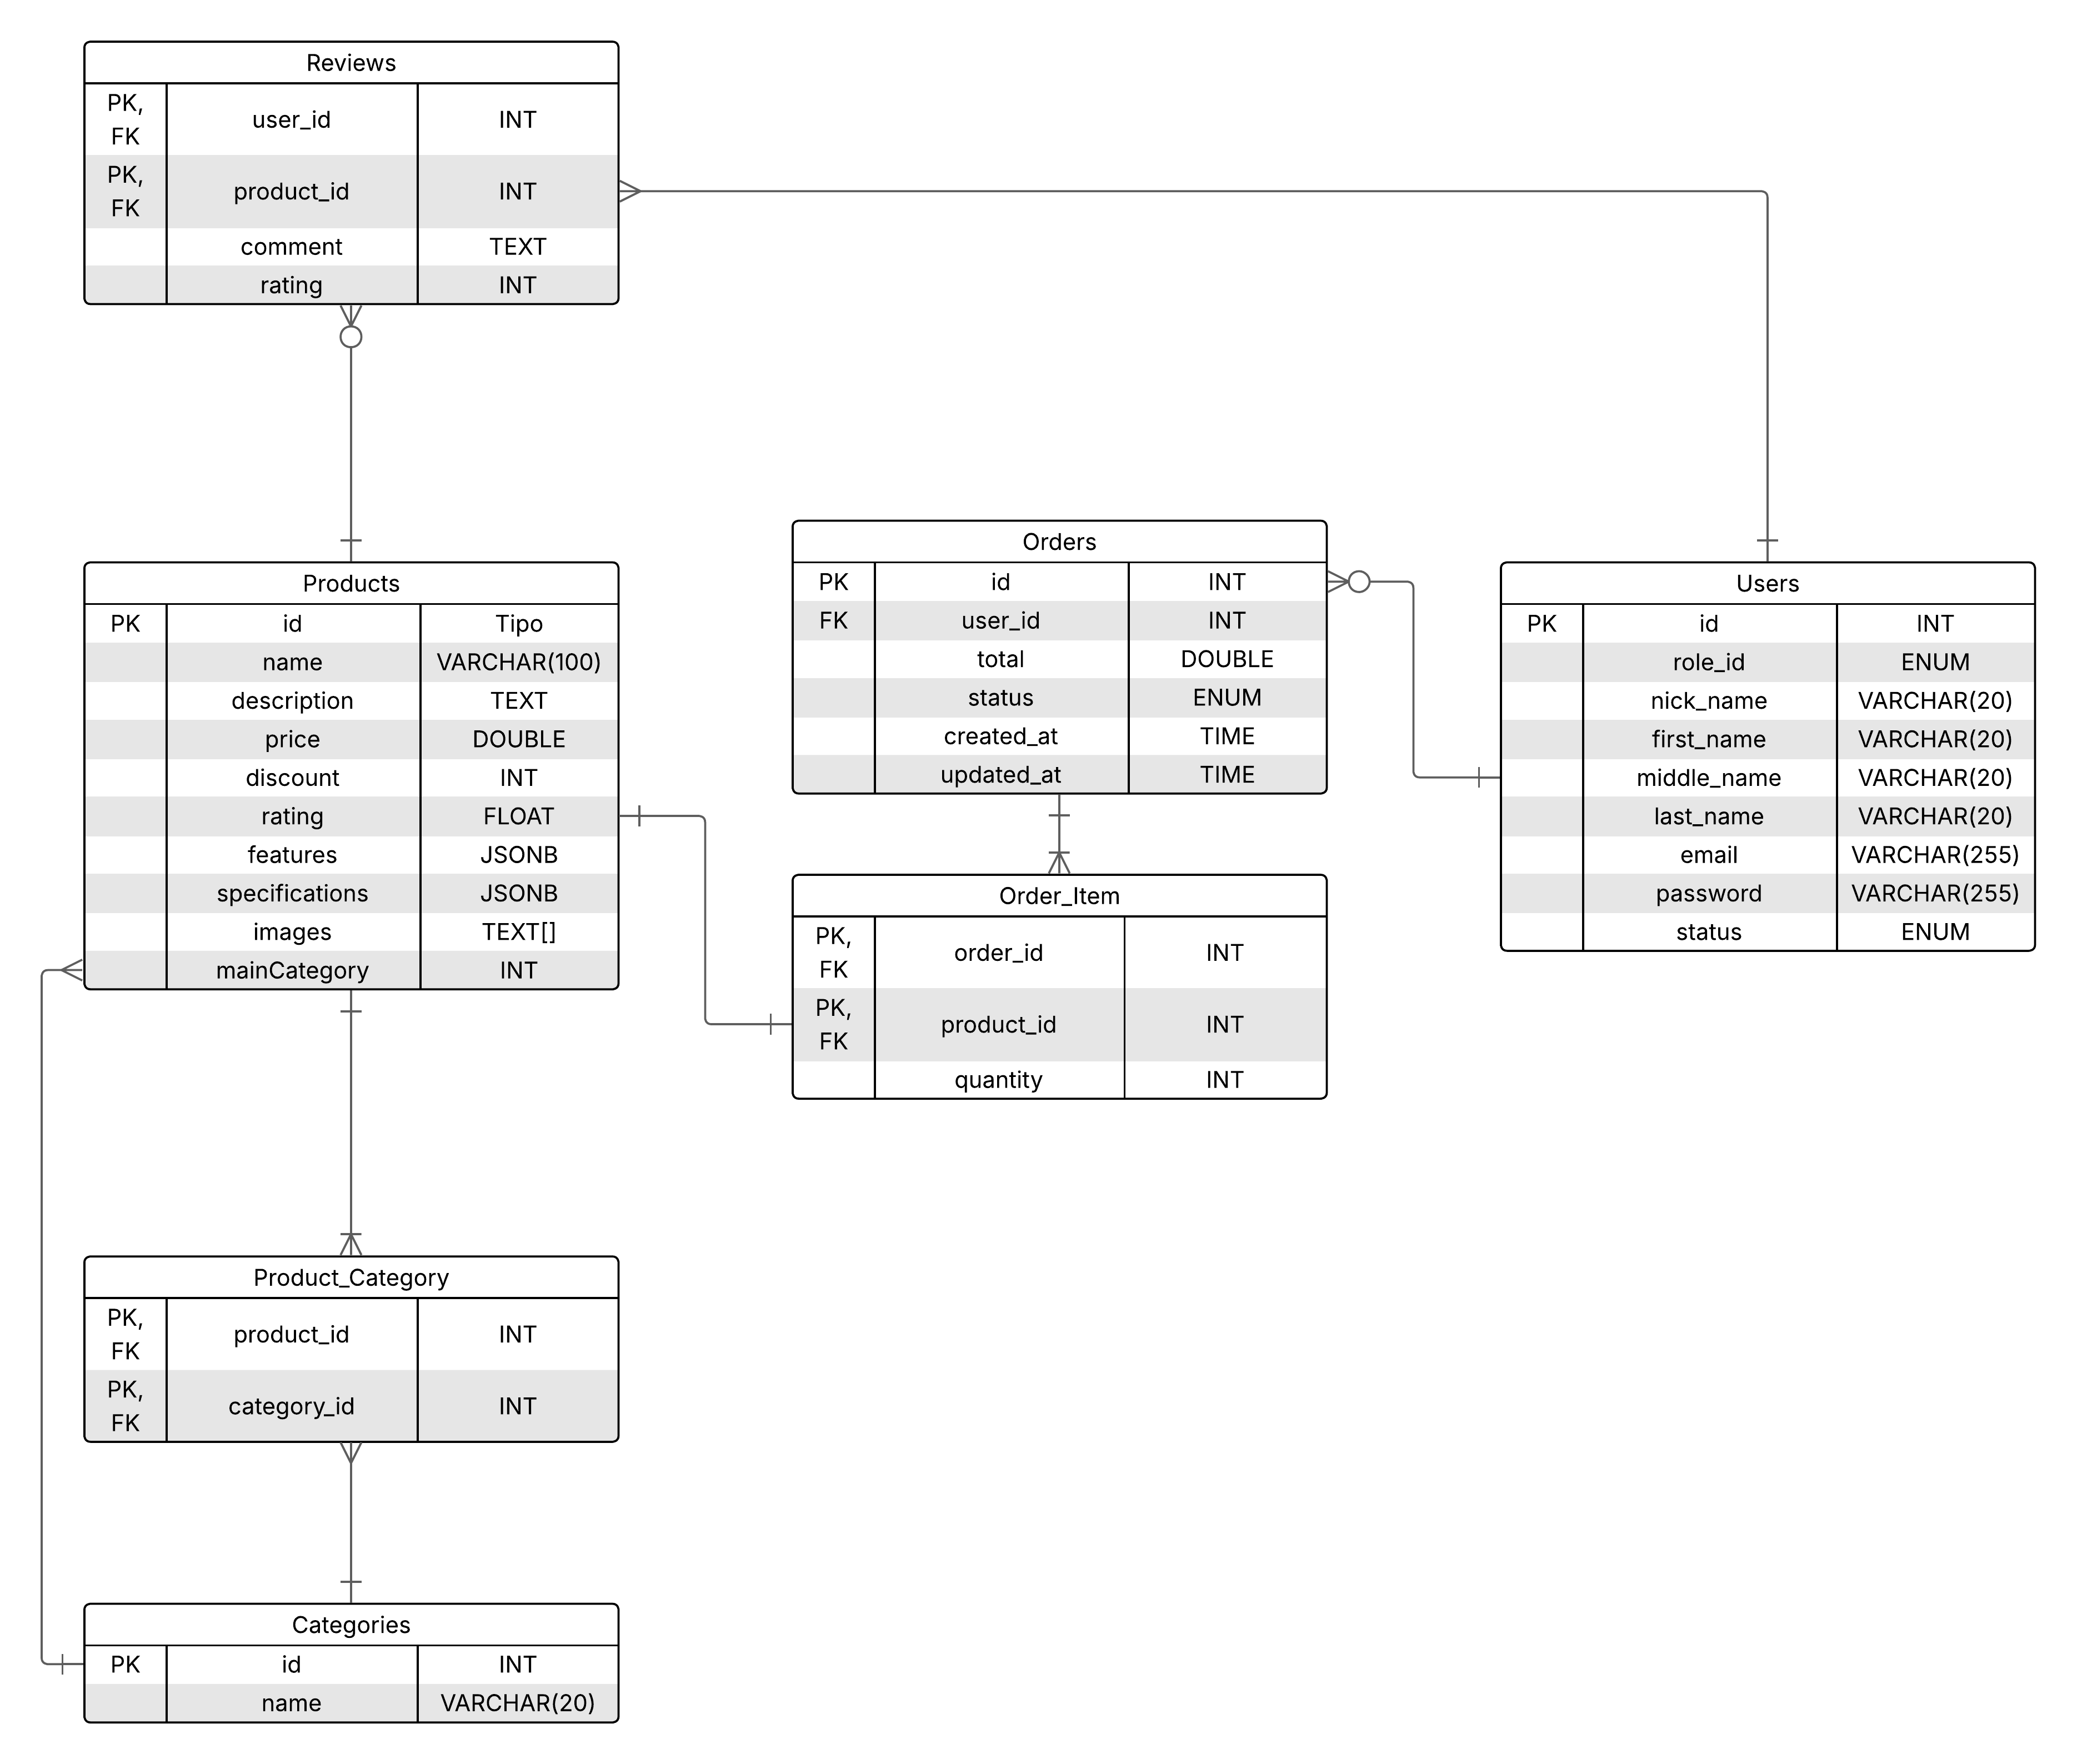 Reviews
PK, FK user_id INT
PK, FK product_id INT
comment TEXT
rating INT
Products
PK id Tipo
name VARCHAR(100)
description TEXT
price DOUBLE
discount INT
rating FLOAT
features JSONB
specifications JSONB
images TEXT[]
mainCategory INT
Orders
PK id INT
FK user_id INT
total DOUBLE
status ENUM
created_at TIME
updated_at TIME
Users
PK id INT
role_id ENUM
nick_name VARCHAR(20)
first_name VARCHAR(20)
middle_name VARCHAR(20)
last_name VARCHAR(20)
email VARCHAR(255)
password VARCHAR(255)
status ENUM
Order_Item
PK, FK order_id INT
PK, FK product_id INT
quantity INT
Product_Category
PK, FK product_id INT
PK, FK category_id INT
Categories
PK id INT
name VARCHAR(20)